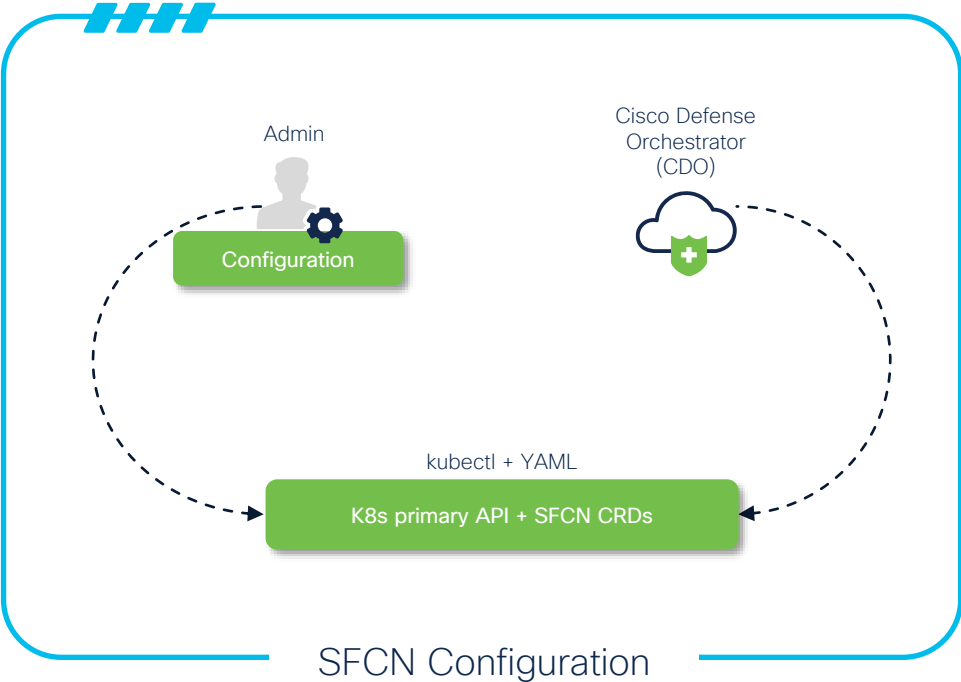 Admin
Cisco Defense
Orchestrator
(CDO)
Configuration
kubectl + YAML
K8s primary API + SFCN CRDs
SFCN Configuration